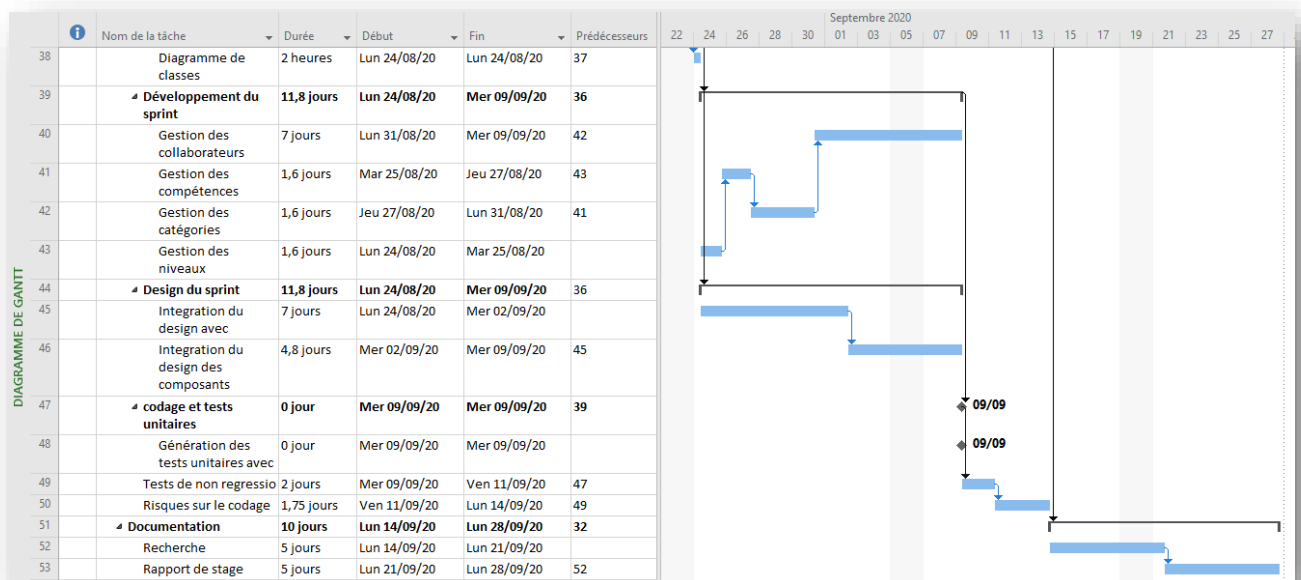 Septembre 2020
Nom de la tâche Durée Début Fin Prédécesseurs 22 24 26 28 30 01 03 05 07 09 11 13 15 17 19 21 23 25 27
38 Diagramme de classes 2 heures Lun 24/08/20 Lun 24/08/20 37
39 Développement du sprint 11,8 jours Lun 24/08/20 Mer 09/09/20 36
40 Gestion des collaborateurs 7 jours Lun 31/08/20 Mer 09/09/20 42
41 Gestion des compétences 1,6 jours Mar 25/08/20 Jeu 27/08/20 43
42 Gestion des catégories 1,6 jours Jeu 27/08/20 Lun 31/08/20 41
43 Gestion des niveaux 1,6 jours Lun 24/08/20 Mar 25/08/20
44 Design du sprint 11,8 jours Lun 24/08/20 Mer 09/09/20 36
45 Integration du design avec 7 jours Lun 24/08/20 Mer 02/09/20
46 Integration du design des composants 4,8 jours Mer 02/09/20 Mer 09/09/20 45
47 codage et tests unitaires 0 jour Mer 09/09/20 Mer 09/09/20 39 09/09
48 Génération des tests unitaires avec 0 jour Mer 09/09/20 Mer 09/09/20 09/09
49 Tests de non regressio 2 jours Mer 09/09/20 Ven 11/09/20 47
50 Risques sur le codage 1,75 jours Ven 11/09/20 Lun 14/09/20 49
51 Documentation 10 jours Lun 14/09/20 Lun 28/09/20 32
52 Recherche 5 jours Lun 14/09/20 Lun 21/09/20
53 Rapport de stage 5 jours Lun 21/09/20 Lun 28/09/20 52
DIAGRAMME DE GANTT